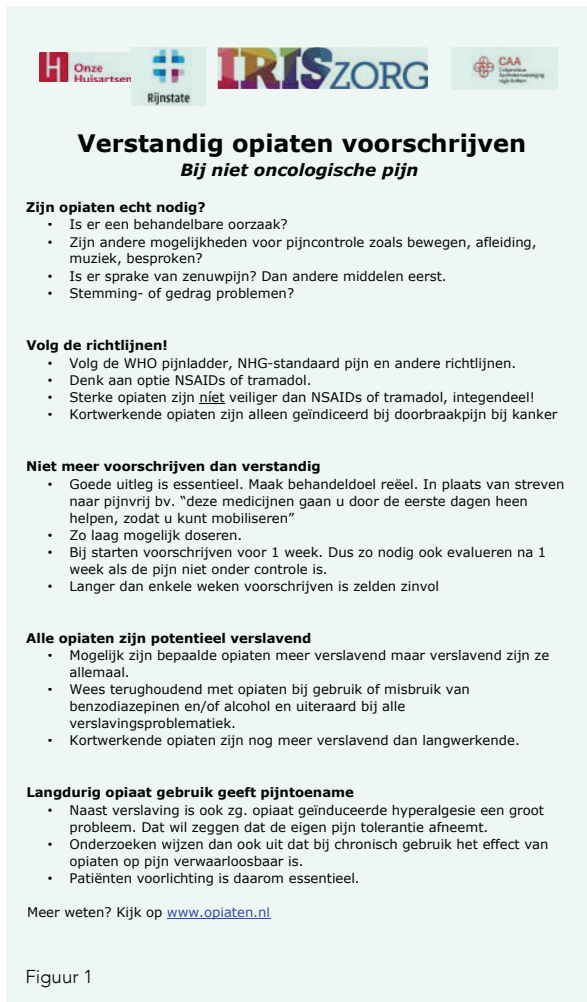 Onze
Huisartsen
Rijnstate
IRISZORG
CAA
Verstandig opiaten voorschrijven
Bij niet oncologische pijn
Zijn opiaten echt nodig?
• Is er een behandelbare oorzaak?
• Zijn andere mogelijkheden voor pijncontrole zoals bewegen, afleiding,
muziek, besproken?
• Is er sprake van zenuwpijn? Dan andere middelen eerst.
• Stemming- of gedrag problemen?
Volg de richtlijnen!
• Volg de WHO pijnladder, NHG-standaard pijn en andere richtlijnen.
• Denk aan optie NSAIDs of tramadol.
• Sterke opiaten zijn níet veiliger dan NSAIDs of tramadol, integendeel!
• Kortwerkende opiaten zijn alleen geïndiceerd bij doorbraakpijn bij kanker
Niet meer voorschrijven dan verstandig
• Goede uitleg is essentieel. Maak behandeldoel reëel. In plaats van streven
naar pijnvrij bv. “deze medicijnen gaan u door de eerste dagen heen
helpen, zodat u kunt mobiliseren”
• Zo laag mogelijk doseren.
• Bij starten voorschrijven voor 1 week. Dus zo nodig ook evalueren na 1
week als de pijn niet onder controle is.
• Langer dan enkele weken voorschrijven is zelden zinvol
Alle opiaten zijn potentieel verslavend
• Mogelijk zijn bepaalde opiaten meer verslavend maar verslavend zijn ze
allemaal.
• Wees terughoudend met opiaten bij gebruik of misbruik van
benzodiazepinen en/of alcohol en uiteraard bij alle
verslavingsproblematiek.
• Kortwerkende opiaten zijn nog meer verslavend dan langwerkende.
Langdurig opiaat gebruik geeft pijntoename
• Naast verslaving is ook zg. opiaat geïnduceerde hyperalgesie een groot
probleem. Dat wil zeggen dat de eigen pijn tolerantie afneemt.
• Onderzoeken wijzen dan ook uit dat bij chronisch gebruik het effect van
opiaten op pijn verwaarloosbaar is.
• Patiënten voorlichting is daarom essentieel.
Meer weten? Kijk op www.opiaten.nl
Figuur 1